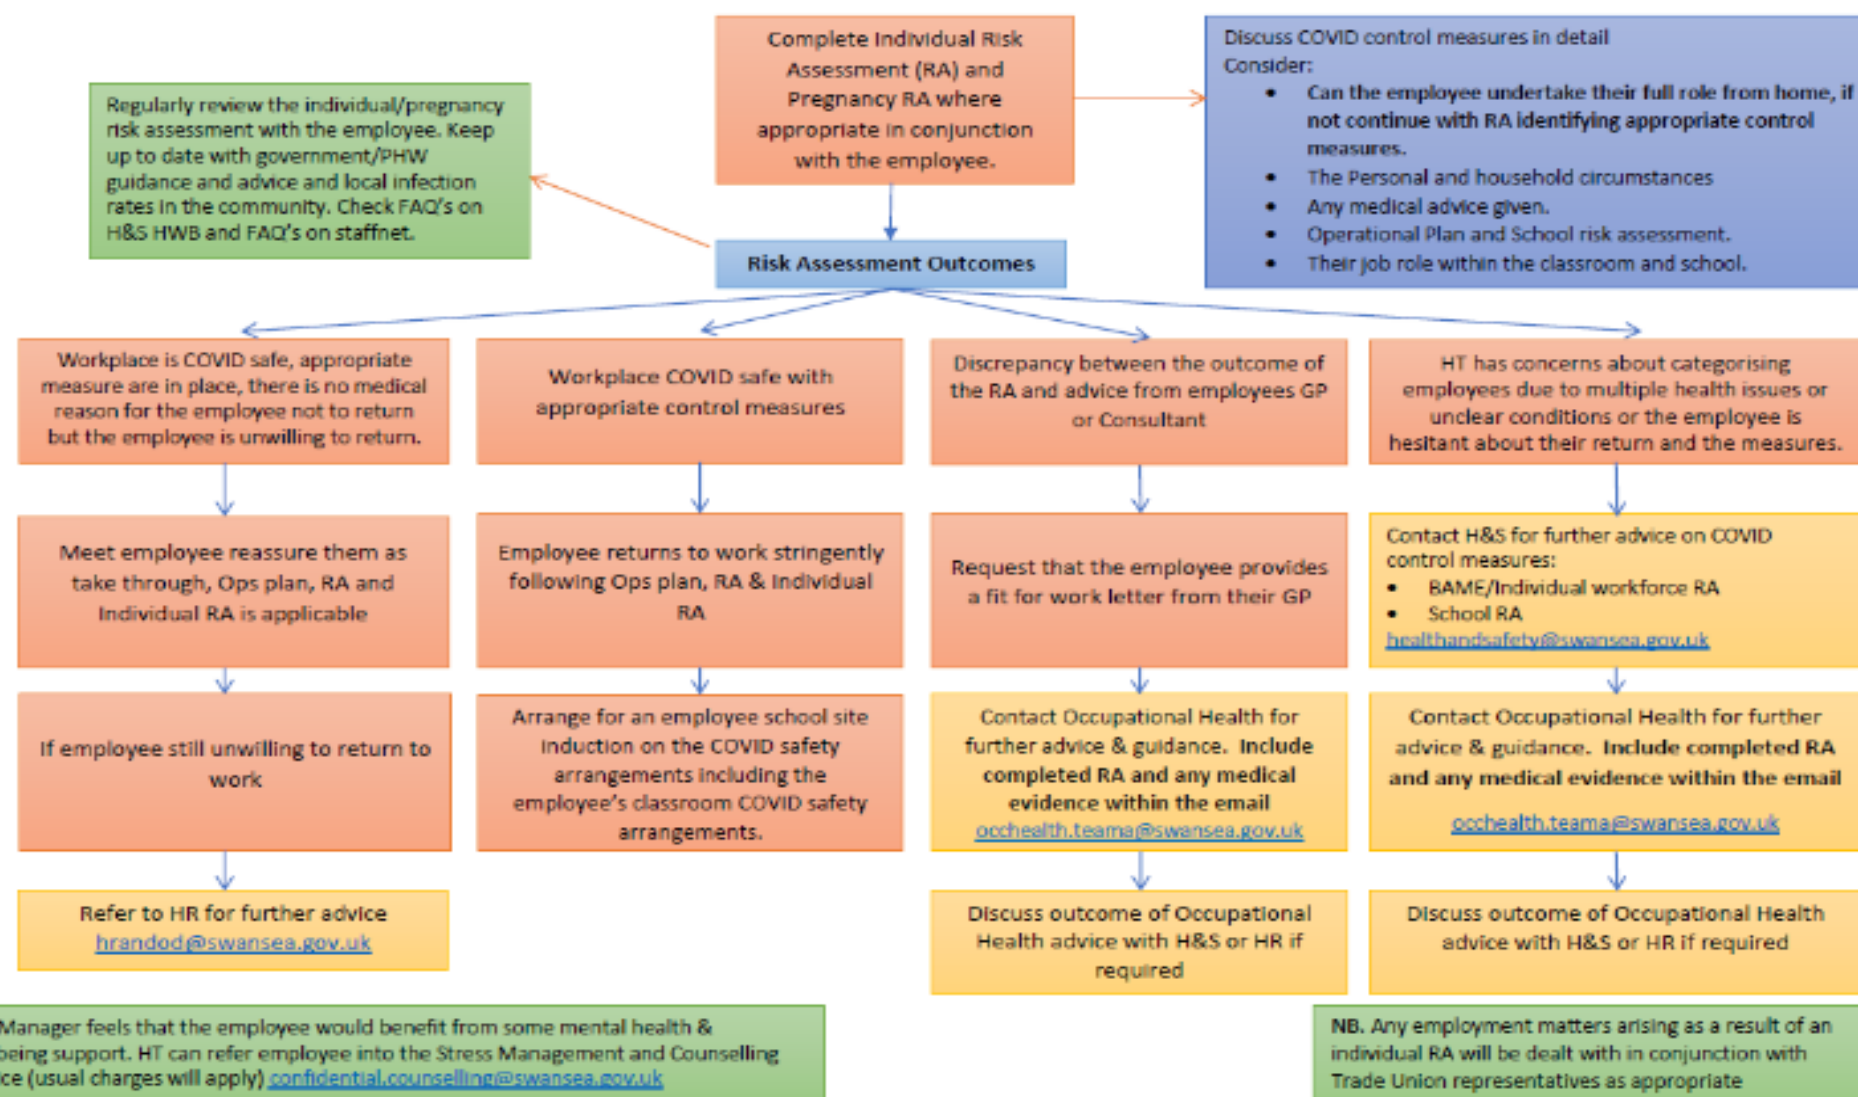 Complete Individual Risk
Assessment (RA) and
Pregnancy RA where
appropriate in conjunction
with the employee.
Discuss COVID control measures in detail
Consider:
• Can the employee undertake their full role from home, if
not continue with RA identifying appropriate control
measures.
• The Personal and household circumstances
• Any medical advice given.
• Operational Plan and School risk assessment.
• Their job role within the classroom and school.
Regularly review the individual/pregnancy
risk assessment with the employee. Keep
up to date with government/PHW
guidance and advice and local infection
rates in the community. Check FAQ's on
H&S HWB and FAQ's on staffnet.
Risk Assessment Outcomes
Workplace is COVID safe, appropriate
measure are in place, there is no medical
reason for the employee not to return
but the employee is unwilling to return.
Meet employee reassure them as
take through, Ops plan, RA and
Individual RA is applicable
If employee still unwilling to return to
work
Refer to HR for further advice
hrandod@swansea.gov.uk
Workplace COVID safe with
appropriate control measures
Employee returns to work stringently
following Ops plan, RA & Individual
RA
Arrange for an employee school site
induction on the COVID safety
arrangements including the
employee's classroom COVID safety
arrangements.
Discrepancy between the outcome of
the RA and advice from employees GP
or Consultant
Request that the employee provides
a fit for work letter from their GP
Contact Occupational Health for
further advice & guidance. Include
completed RA and any medical
evidence within the email
occhealth.teama@swansea.gov.uk
Discuss outcome of Occupational
Health advice with H&S or HR if
required
HT has concerns about categorising
employees due to multiple health issues or
unclear conditions or the employee is
hesitant about their return and the measures.
Contact H&S for further advice on COVID
control measures:
• BAME/Individual workforce RA
• School RA
healthandsafety@swansea.gov.uk
Contact Occupational Health for further
advice & guidance. Include completed RA
and any medical evidence within the email
occhealth.teama@swansea.gov.uk
Discuss outcome of Occupational Health
advice with H&S or HR if required
Manager feels that the employee would benefit from some mental health &
being support. HT can refer employee into the Stress Management and Counselling
ice (usual charges will apply) confidential.counselling@swansea.gov.uk
NB. Any employment matters arising as a result of an
individual RA will be dealt with in conjunction with
Trade Union representatives as appropriate